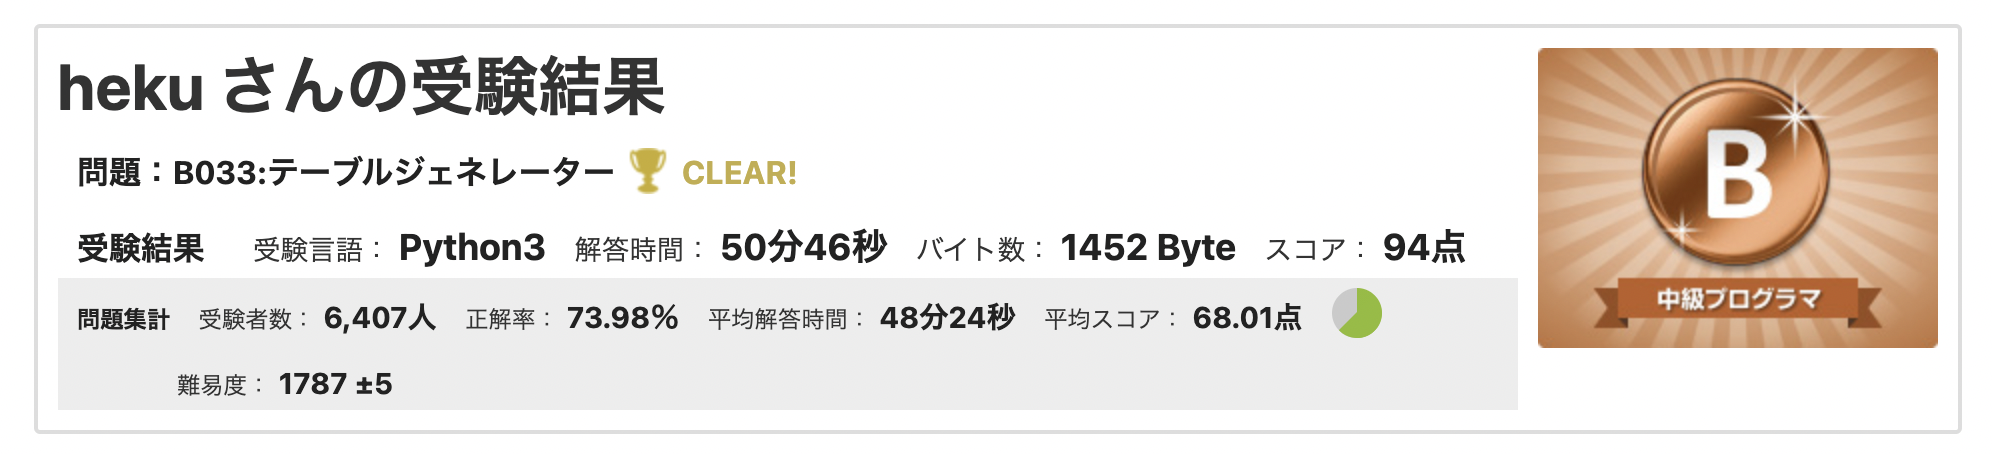 heku さんの受験結果
問題：B033:テーブルジェネレーター CLEAR!
受験結果 受験言語： Python3 解答時間： 50分46秒 バイト数： 1452 Byte スコア： 94点
問題集計 受験者数： 6,407人 正解率： 73.98% 平均解答時間： 48分24秒 平均スコア： 68.01点
難易度： 1787 ±5
B
中級プログラマ